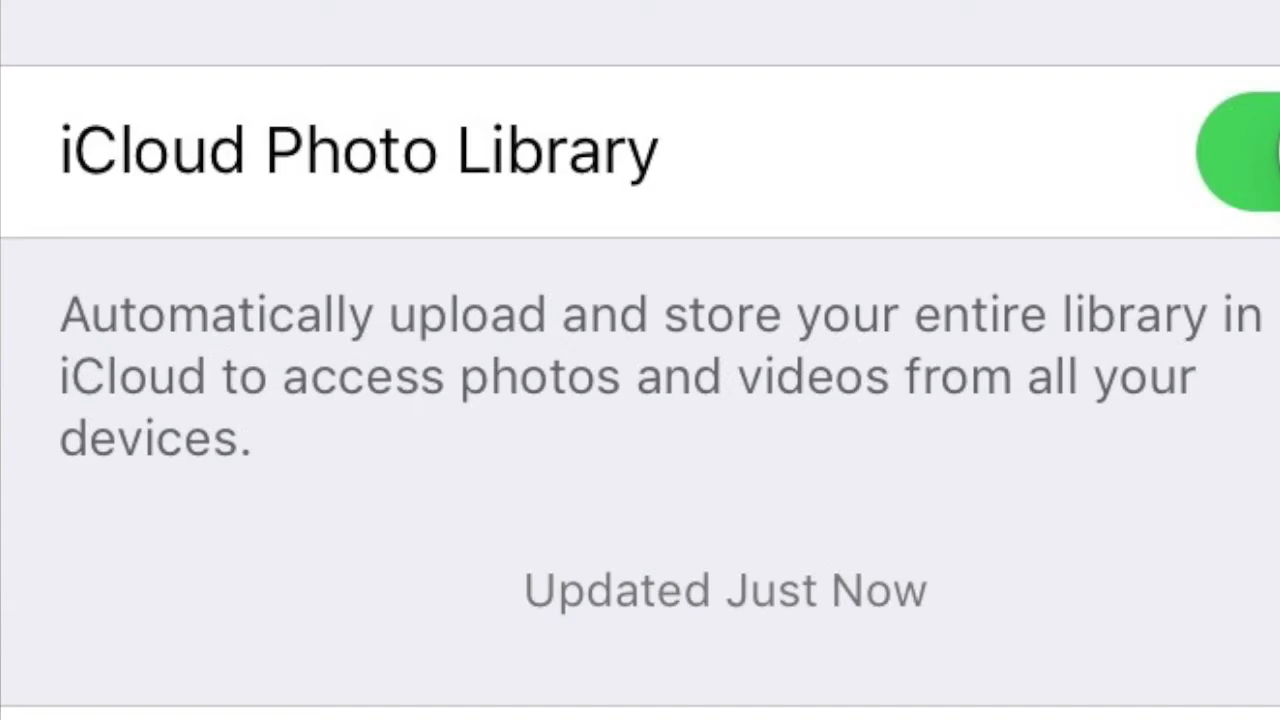 iCloud Photo Library
Automatically upload and store your entire library in
iCloud to access photos and videos from all your
devices.
Updated Just Now